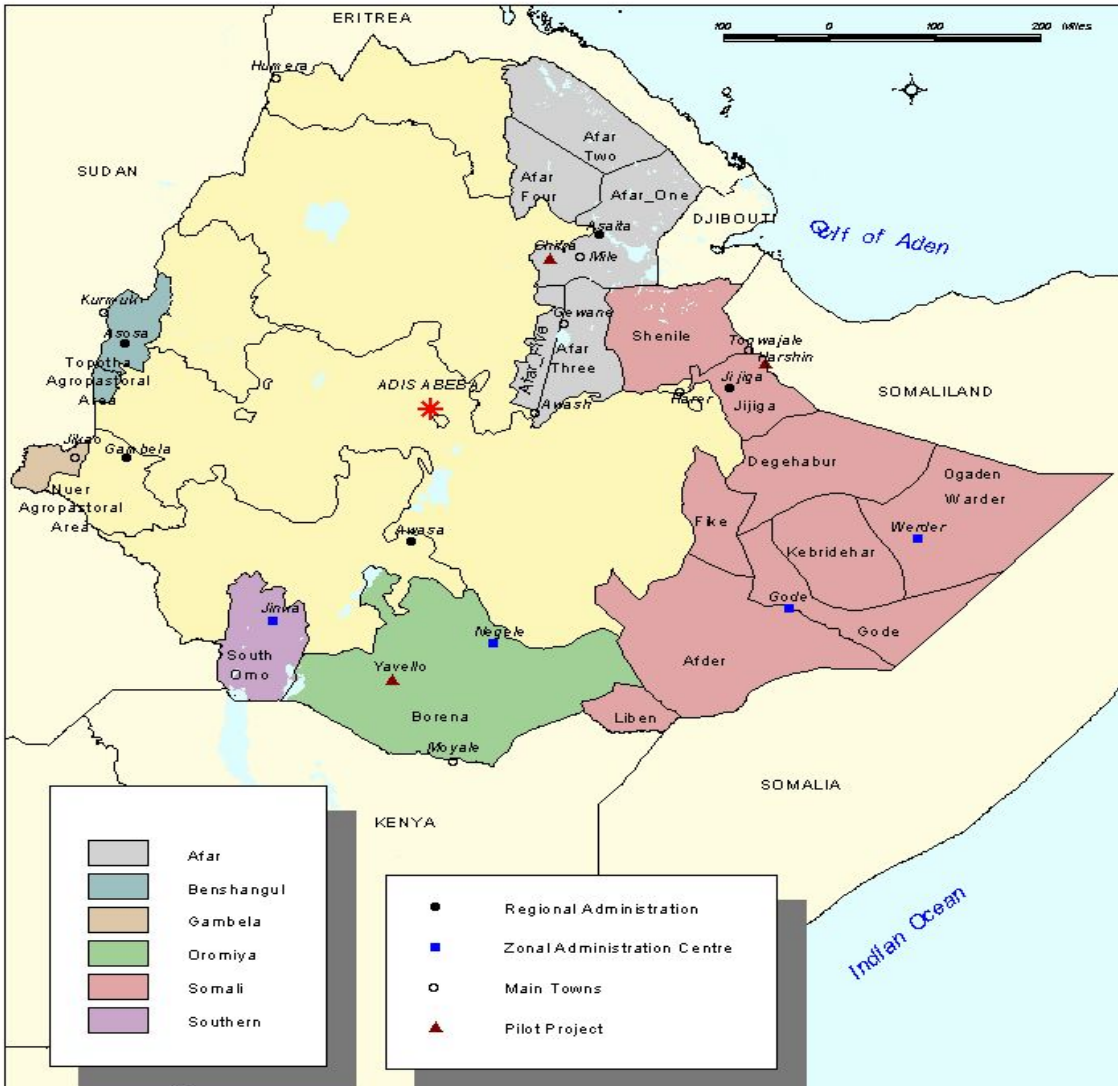 ERITREA
100 0 100 200 Miles
Humera
SUDAN
Afar
Two
Afar
Four
Afar_One
DJIBOUTI
Gulf of Aden
Asaita
Chifra
Mile
Kurmuk
Gewane
Asosa
Shenile
Togwajale
Topotha
Agropastoral
Area
Afar_Five
Afar
Three
Harshin
ADIS ABEBA
Jijiga
SOMALILAND
Harer
Jijiga
Awash
Jikao
Gambela
Degehabur
Ogaden
Nuer
Agropastoral
Area
Warder
Fike
Werder
Awasa
Kebridehar
Jinka
Gode
Negele
Gode
South
Omo
Yavello
Afder
Borena
Liben
Moyale
SOMALIA
KENYA
Indian Ocean
Afar
Benshangul
Gambela
Oromiya
Somali
Southern
Regional Administration
Zonal Administration Centre
Main Towns
Pilot Project